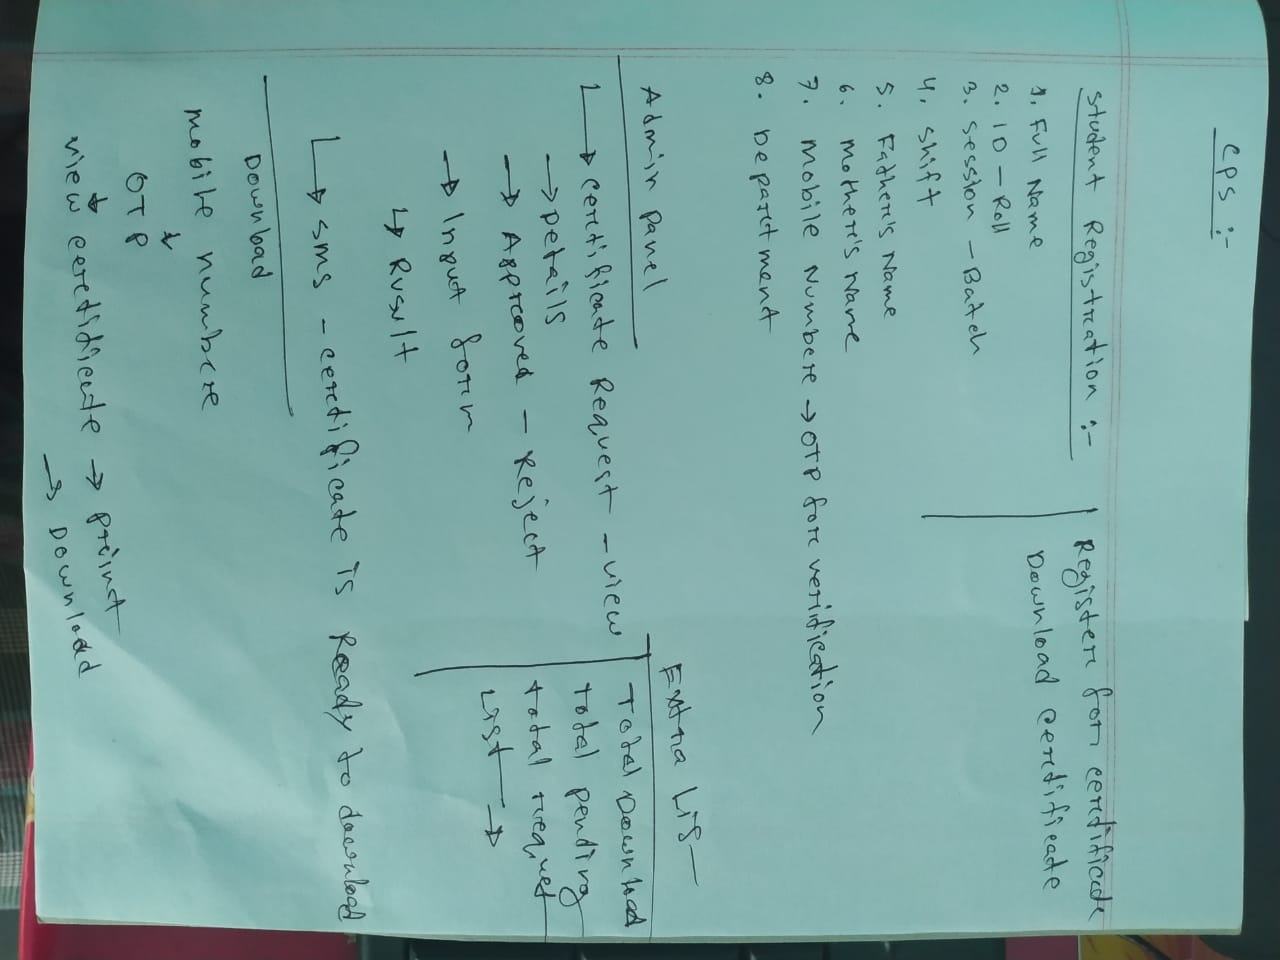 CPS :-
Student Registration :-
1. Full Name
2. ID - Roll
3. Session - Batch
4. Shift
5. Father's Name
6. Mother's Name
7. Mobile Number → OTP for verification
8. Department
Register for certificate
Download certificate
Admin Panel
↳ Certificate Request - view
→ Details
→ Approved - Reject
→ Input form
↳ Rusult
↳ SMS - certificate is Ready to download
Extra Lis
Total Download
Total pending
total requet
List →
Download
Mobile number
↓
OTP
↓
view certificate → print
→ Download